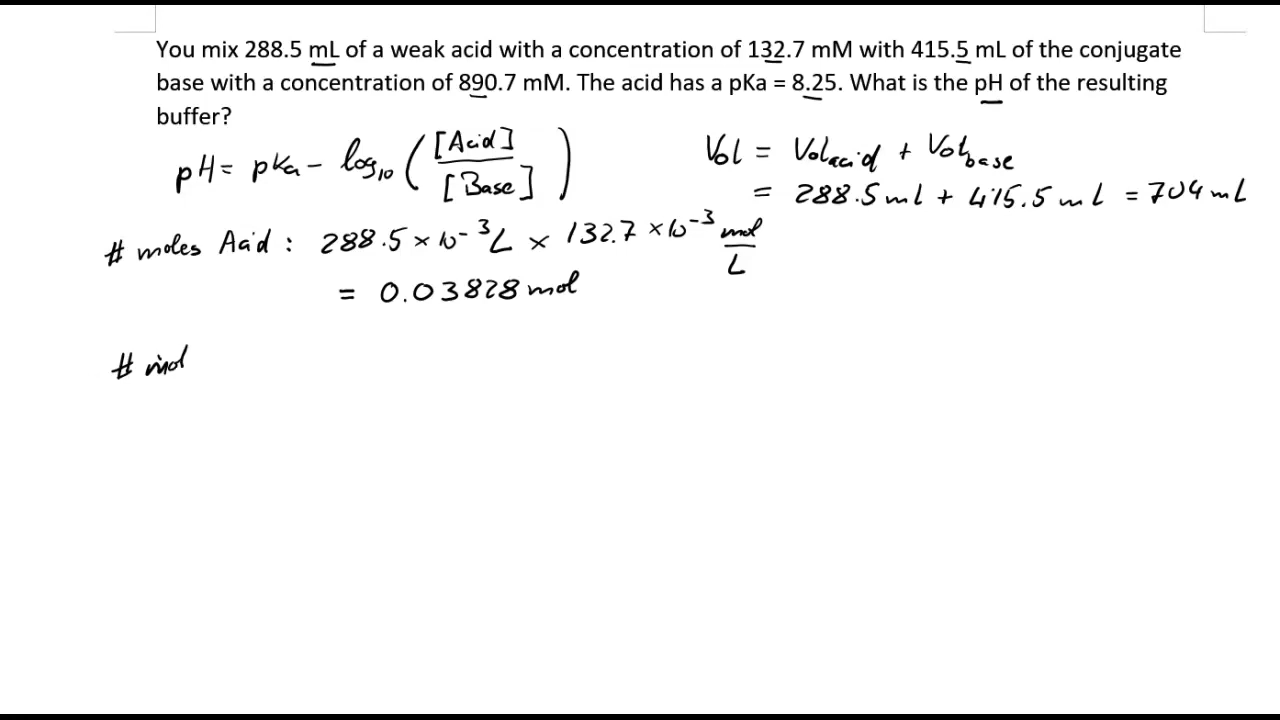 You mix 288.5 mL of a weak acid with a concentration of 132.7 mM with 415.5 mL of the conjugate
base with a concentration of 890.7 mM. The acid has a pKa = 8.25. What is the pH of the resulting
buffer?
pH = pKa - log₁₀ ([Acid]/[Base])
Vol = Vol_acid + Vol_base
= 288.5 ml + 415.5 mL = 704 mL
# moles Acid : 288.5 × 10⁻³ L × 132.7 × 10⁻³ mol/L
= 0.03828 mol
# mol